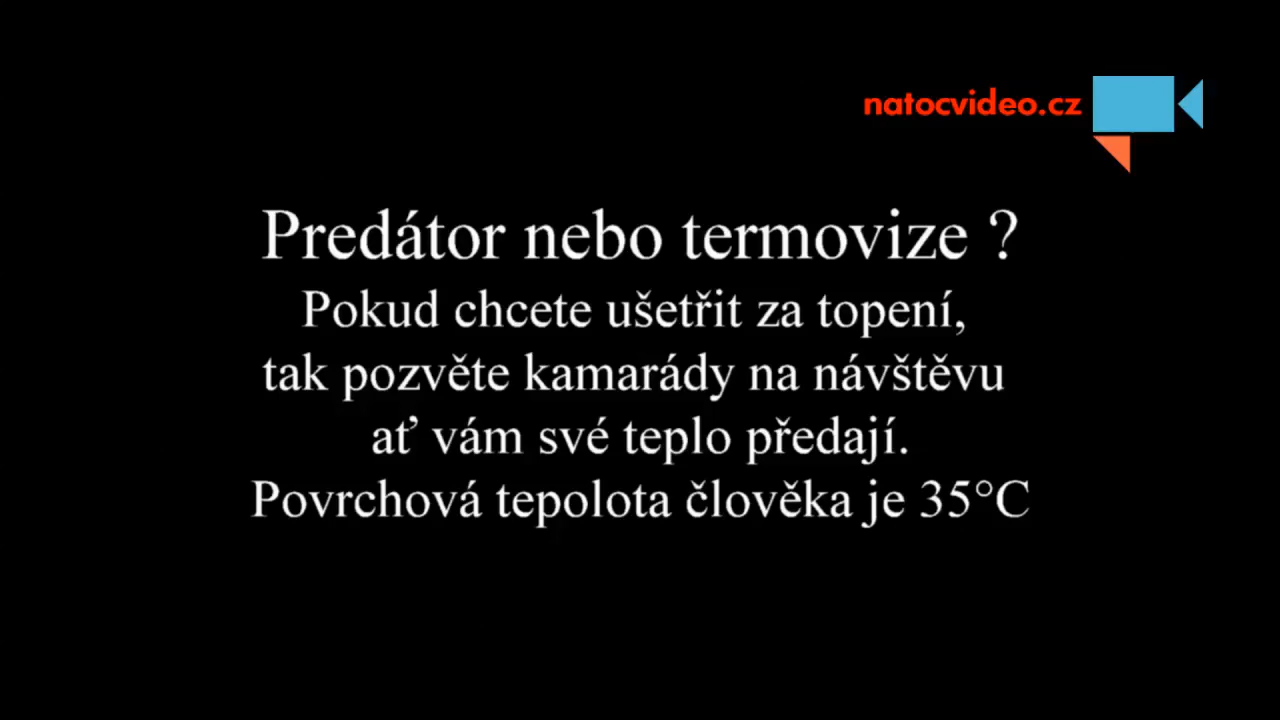 natocvideo.cz
Predátor nebo termovize ?
Pokud chcete ušetřit za topení,
tak pozvěte kamarády na návštěvu
ať vám své teplo předají.
Povrchová tepolota člověka je 35°C